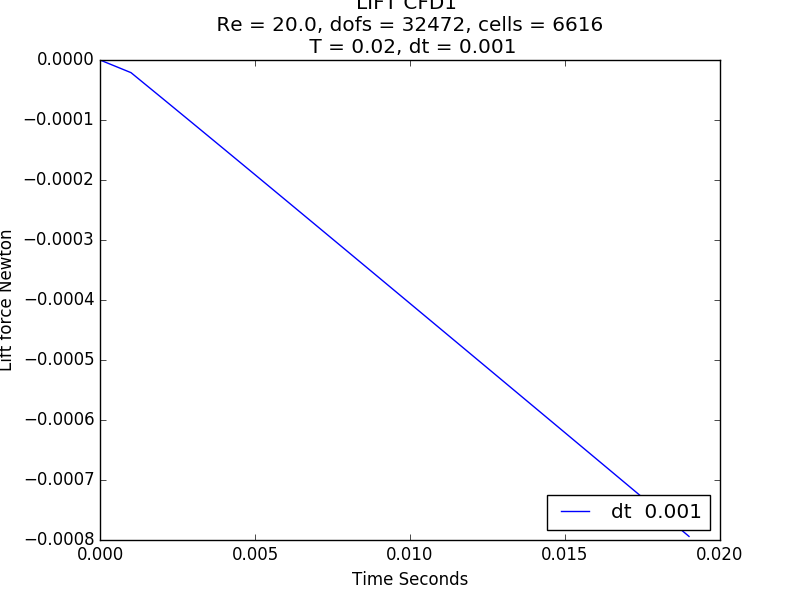 LIFT CFD1
Re = 20.0, dofs = 32472, cells = 6616
T = 0.02, dt = 0.001
0.0000
−0.0001
−0.0002
−0.0003
−0.0004
−0.0005
−0.0006
−0.0007
−0.0008
Lift force Newton
dt  0.001
0.000
0.005
0.010
0.015
0.020
Time Seconds